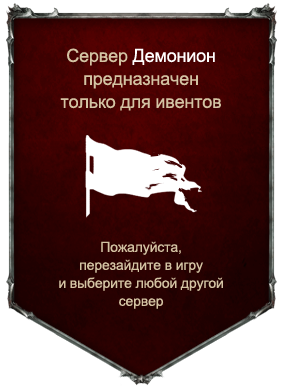 Сервер Демонион
предназначен
только для ивентов
Пожалуйста,
перезайдите в игру
и выберите любой другой
сервер